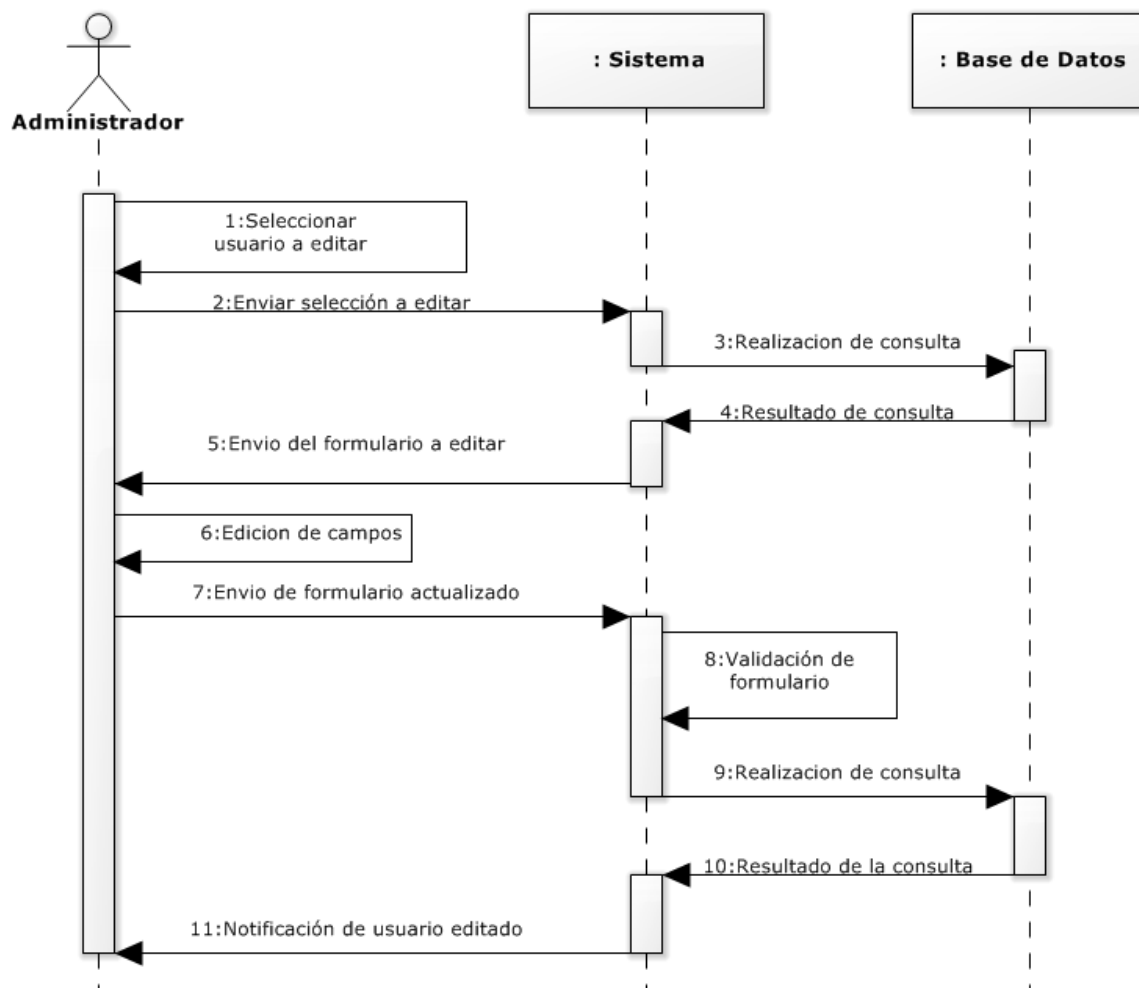 Administrador
: Sistema
: Base de Datos
1:Seleccionar
usuario a editar
2:Enviar selección a editar
3:Realizacion de consulta
4:Resultado de consulta
5:Envio del formulario a editar
6:Edicion de campos
7:Envio de formulario actualizado
8:Validación de
formulario
9:Realizacion de consulta
10:Resultado de la consulta
11:Notificación de usuario editado